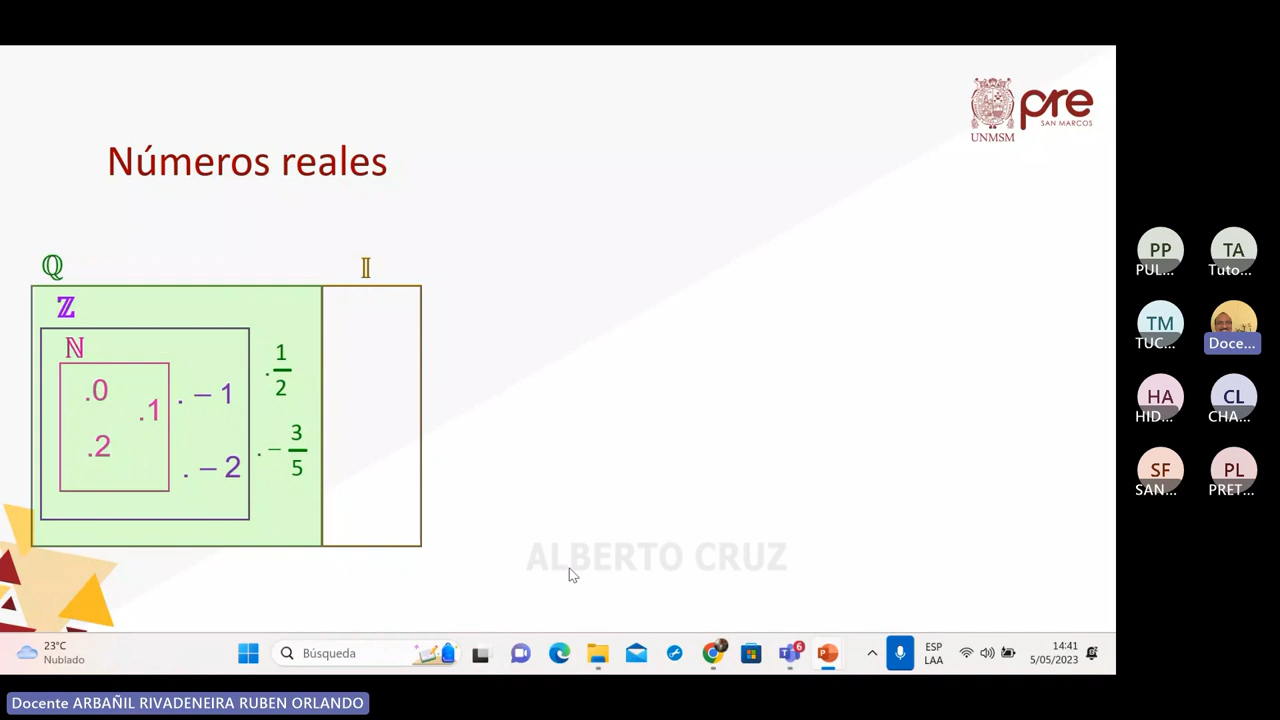 pre
SAN MARCOS
UNMSM
Números reales
ℚ
𝕀
ℤ
ℕ
.0
.1
.2
. – 1
. – 2
. 1/2
. – 3/5
ALBERTO CRUZ
PP
PUL...
TA
Tuto...
TM
TUC...
Doce...
HA
HID...
CL
CHA...
SF
SAN...
PL
PRET...
23°C
Nublado
Búsqueda
6
ESP
LAA
14:41
5/05/2023
Docente ARBAÑIL RIVADENEIRA RUBEN ORLANDO